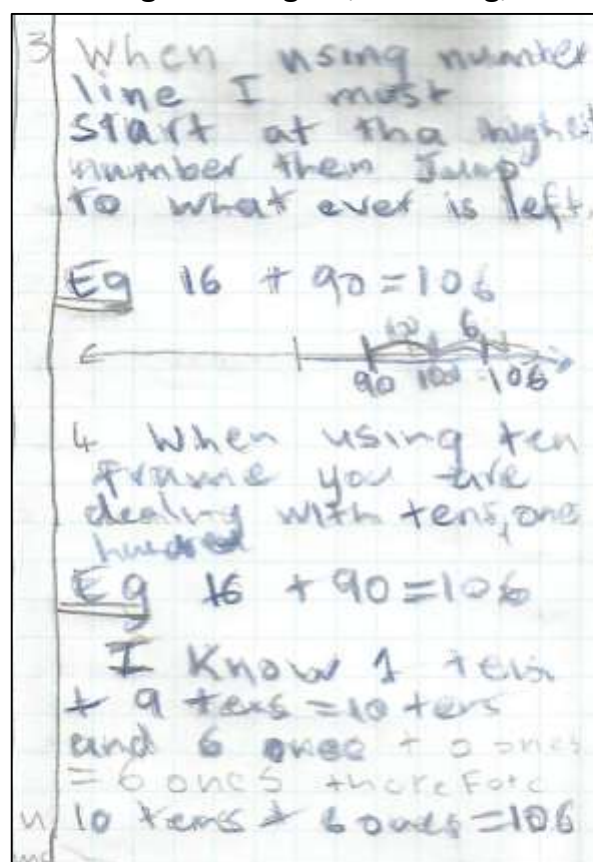 3 When using number
line I must
start at tha highest
number then Jump
to what ever is left.
Eg 16 + 90 = 106
10 6
90 100 106
4 When using ten
frame you are
dealing with tens, one
hundred
Eg 16 + 90 = 106
I Know 1 tens
+ 9 tens = 10 tens
and 6 ones + 0 ones
= 6 ones therefore
10 tens + 6 ones = 106